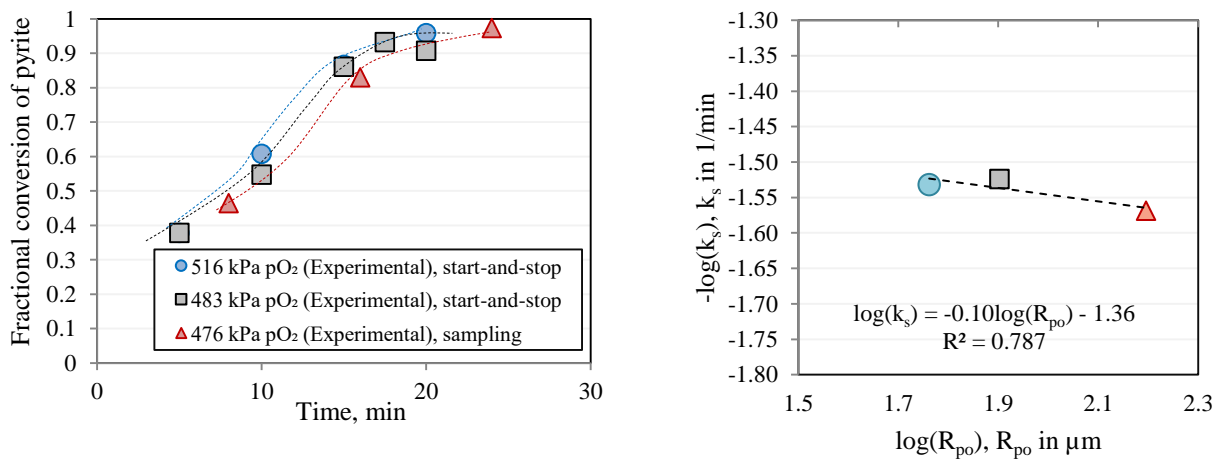 Fractional conversion of pyrite
1
0.9
0.8
0.7
0.6
0.5
0.4
0.3
0.2
0.1
0
516 kPa pO₂ (Experimental), start-and-stop
483 kPa pO₂ (Experimental), start-and-stop
476 kPa pO₂ (Experimental), sampling
0 10 20 30
Time, min
-log(kₛ), kₛ in 1/min
-1.30
-1.35
-1.40
-1.45
-1.50
-1.55
-1.60
-1.65
-1.70
-1.75
-1.80
log(kₛ) = -0.10log(Rₚₒ) - 1.36
R² = 0.787
1.5 1.7 1.9 2.1 2.3
log(Rₚₒ), Rₚₒ in µm